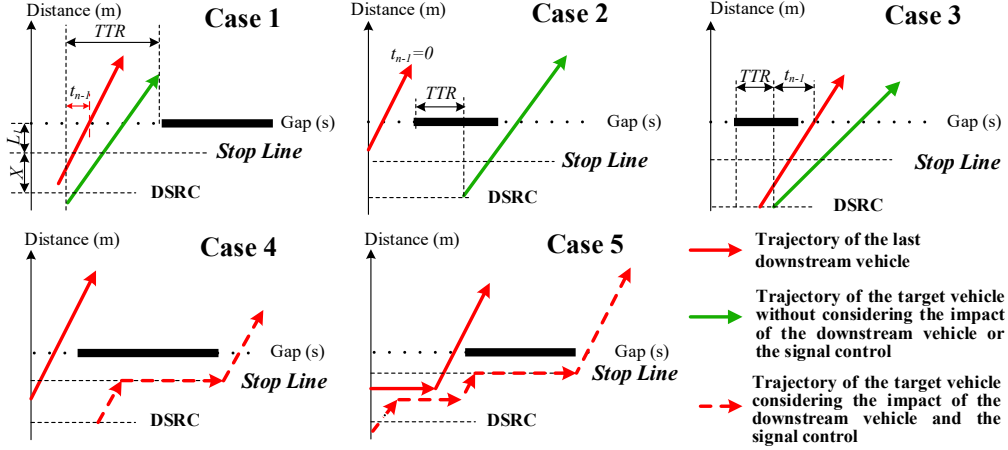 Distance (m)
Case 1
TTR
t_{n-1}
L
Gap (s)
Stop Line
X
DSRC
Distance (m)
Case 2
t_{n-1}=0
TTR
Gap (s)
Stop Line
DSRC
Distance (m)
Case 3
TTR
t_{n-1}
Gap (s)
Stop Line
DSRC
Distance (m)
Case 4
Gap (s)
Stop Line
DSRC
Distance (m)
Case 5
Gap (s)
Stop Line
DSRC
Trajectory of the last
downstream vehicle
Trajectory of the target vehicle
without considering the impact
of the downstream vehicle or
the signal control
Trajectory of the target vehicle
considering the impact of the
downstream vehicle and the
signal control